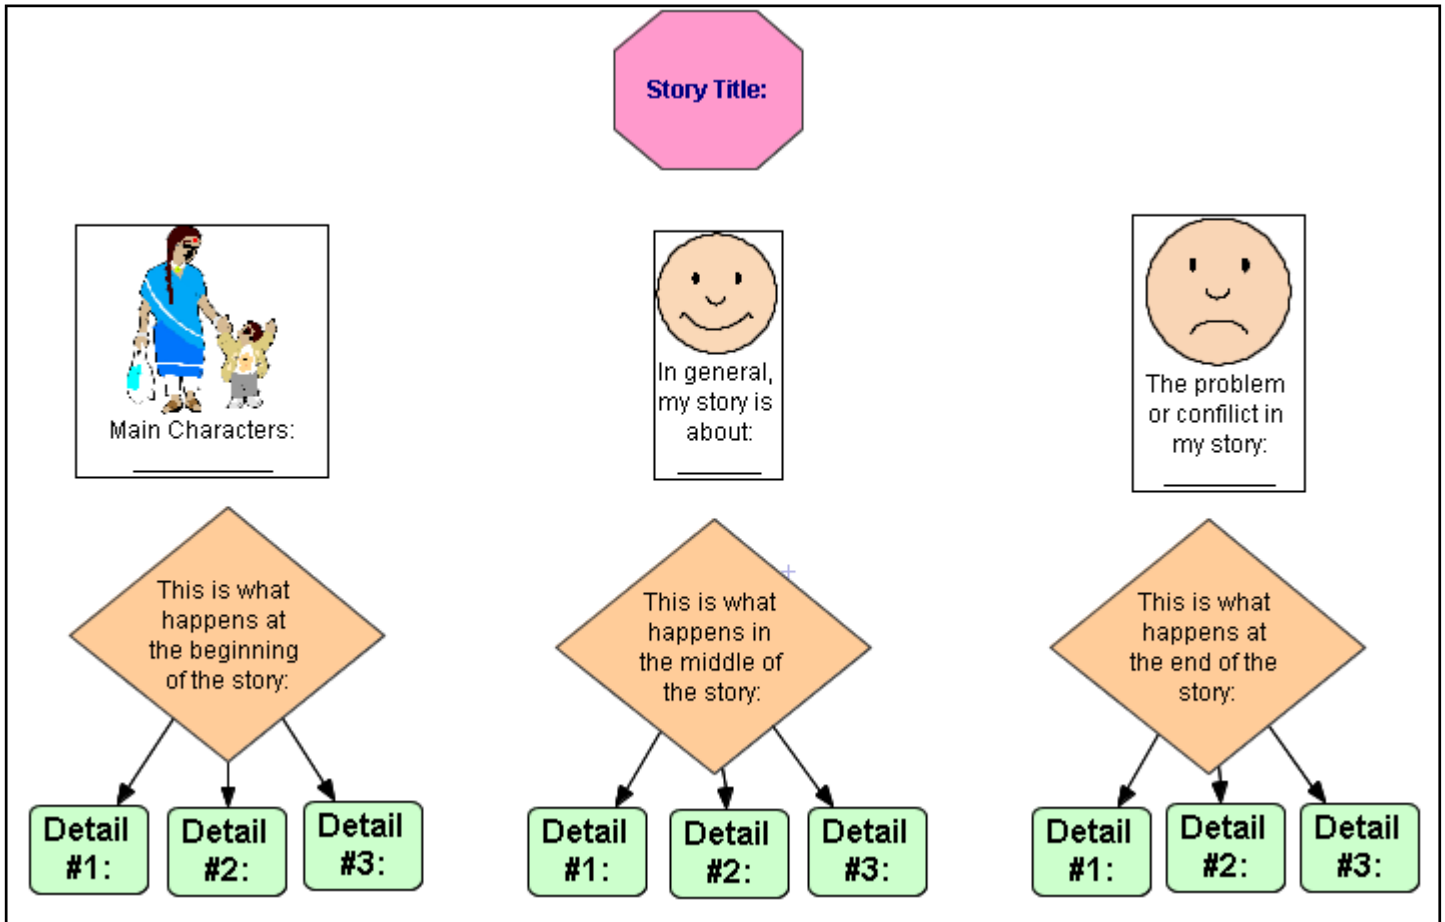 Story Title:
Main Characters:
In general,
my story is
about:
The problem
or confilict in
my story:
This is what
happens at
the beginning
of the story:
This is what
happens in
the middle of
the story:
This is what
happens at
the end of the
story:
Detail
#1:
Detail
#2:
Detail
#3:
Detail
#1:
Detail
#2:
Detail
#3:
Detail
#1:
Detail
#2:
Detail
#3: